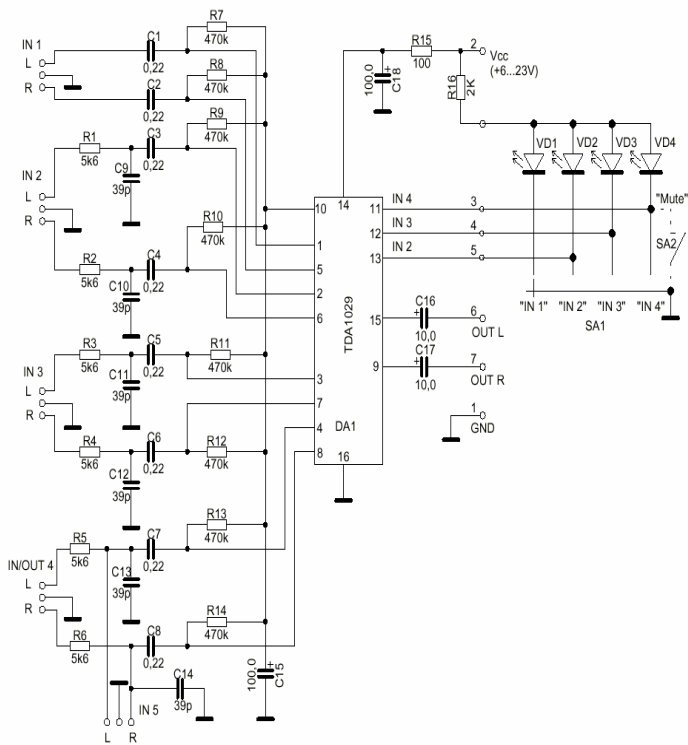 IN 1
L
R
C1
0,22
R7
470k
C2
0,22
R8
470k
R9
470k
IN 2
L
R
R1
5k6
C3
0,22
C9
39p
R10
470k
R2
5k6
C4
0,22
C10
39p
IN 3
L
R
R3
5k6
C5
0,22
R11
470k
C11
39p
R4
5k6
C6
0,22
R12
470k
C12
39p
IN/OUT 4
L
R
R5
5k6
C7
0,22
R13
470k
C13
39p
R6
5k6
C8
0,22
R14
470k
C14
39p
IN 5
L
R
100,0
+
C15
TDA1029
DA1
10
1
5
2
6
3
7
4
8
14
11
12
13
15
9
16
100,0
+
C18
R15
100
2
Vcc
(+6...23V)
R16
2K
VD1
VD2
VD3
VD4
IN 4
3
IN 3
4
IN 2
5
"Mute"
SA2
"IN 1"
"IN 2"
"IN 3"
"IN 4"
SA1
+
C16
10,0
6
OUT L
+
C17
10,0
7
OUT R
1
GND